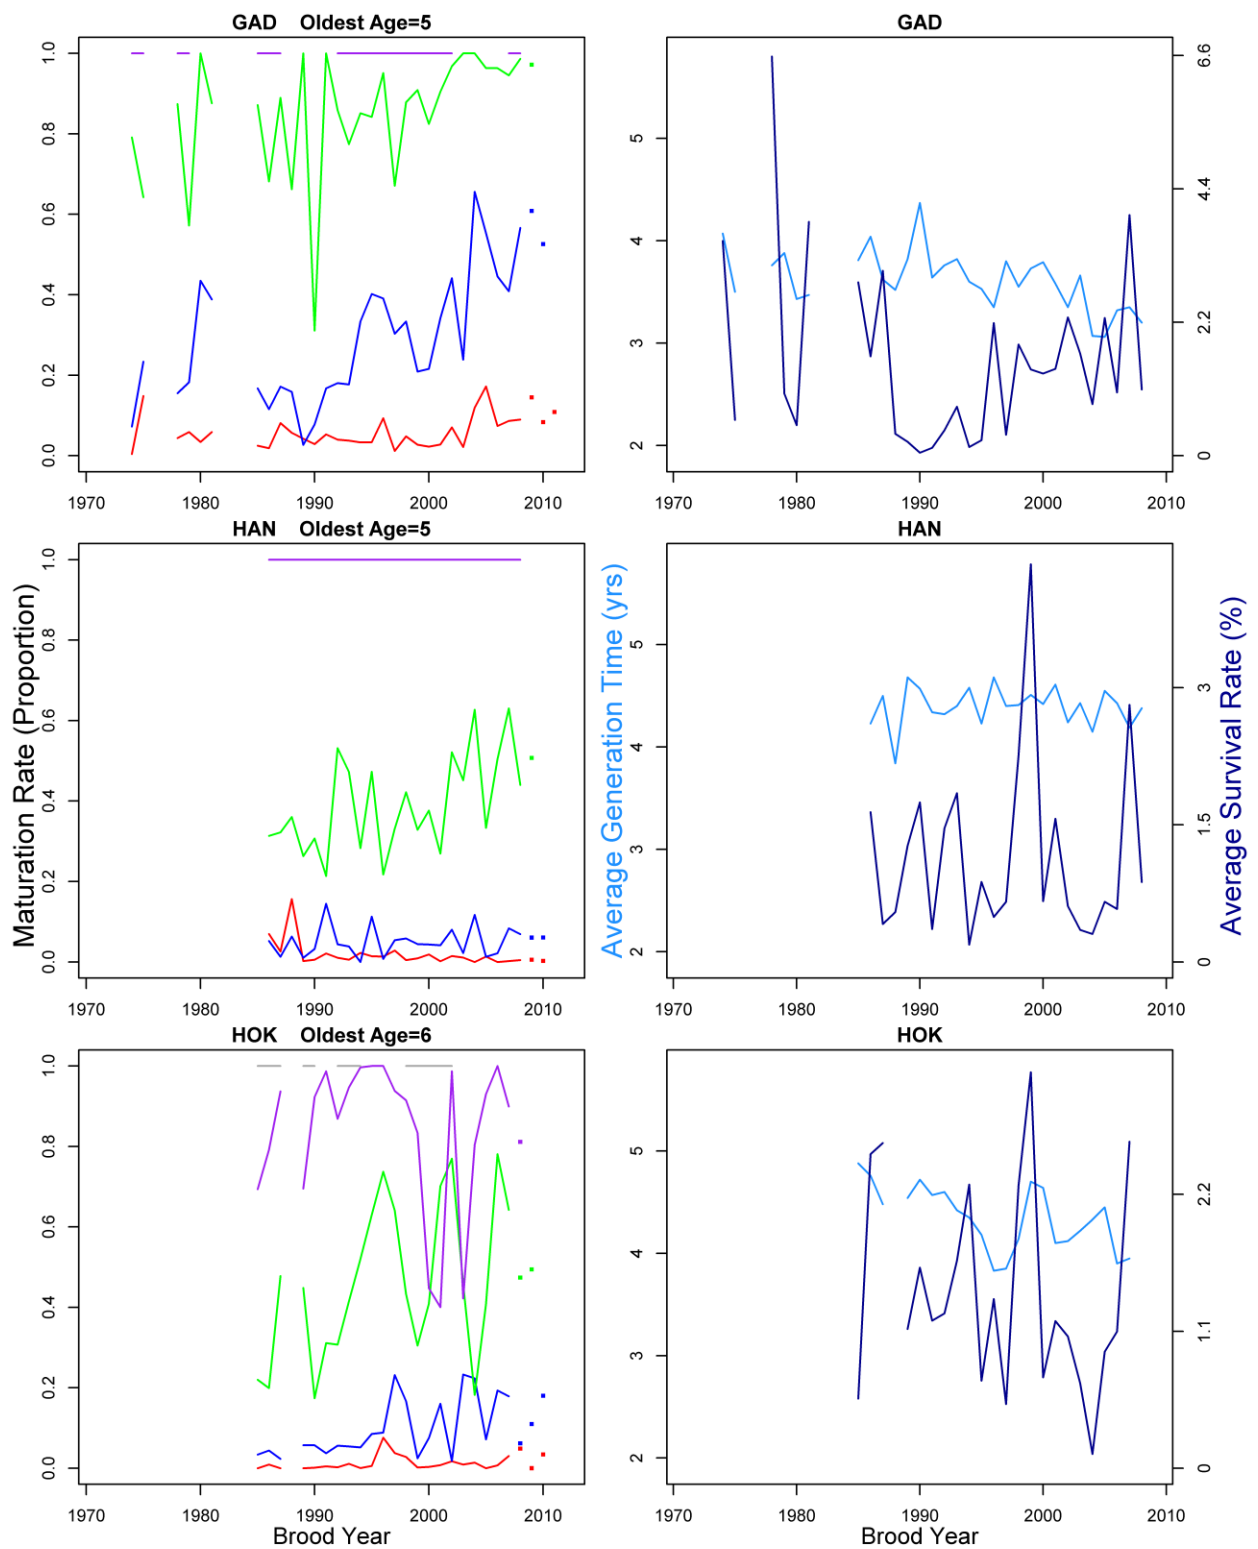 GAD Oldest Age=5
GAD
0.0 0.2 0.4 0.6 0.8 1.0
2 3 4 5
0 2.2 4.4 6.6
1970 1980 1990 2000 2010
1970 1980 1990 2000 2010
HAN Oldest Age=5
HAN
Maturation Rate (Proportion)
0.0 0.2 0.4 0.6 0.8 1.0
Average Generation Time (yrs)
2 3 4 5
0 1.5 3
Average Survival Rate (%)
1970 1980 1990 2000 2010
1970 1980 1990 2000 2010
HOK Oldest Age=6
HOK
0.0 0.2 0.4 0.6 0.8 1.0
2 3 4 5
0 1.1 2.2
1970 1980 1990 2000 2010
1970 1980 1990 2000 2010
Brood Year
Brood Year